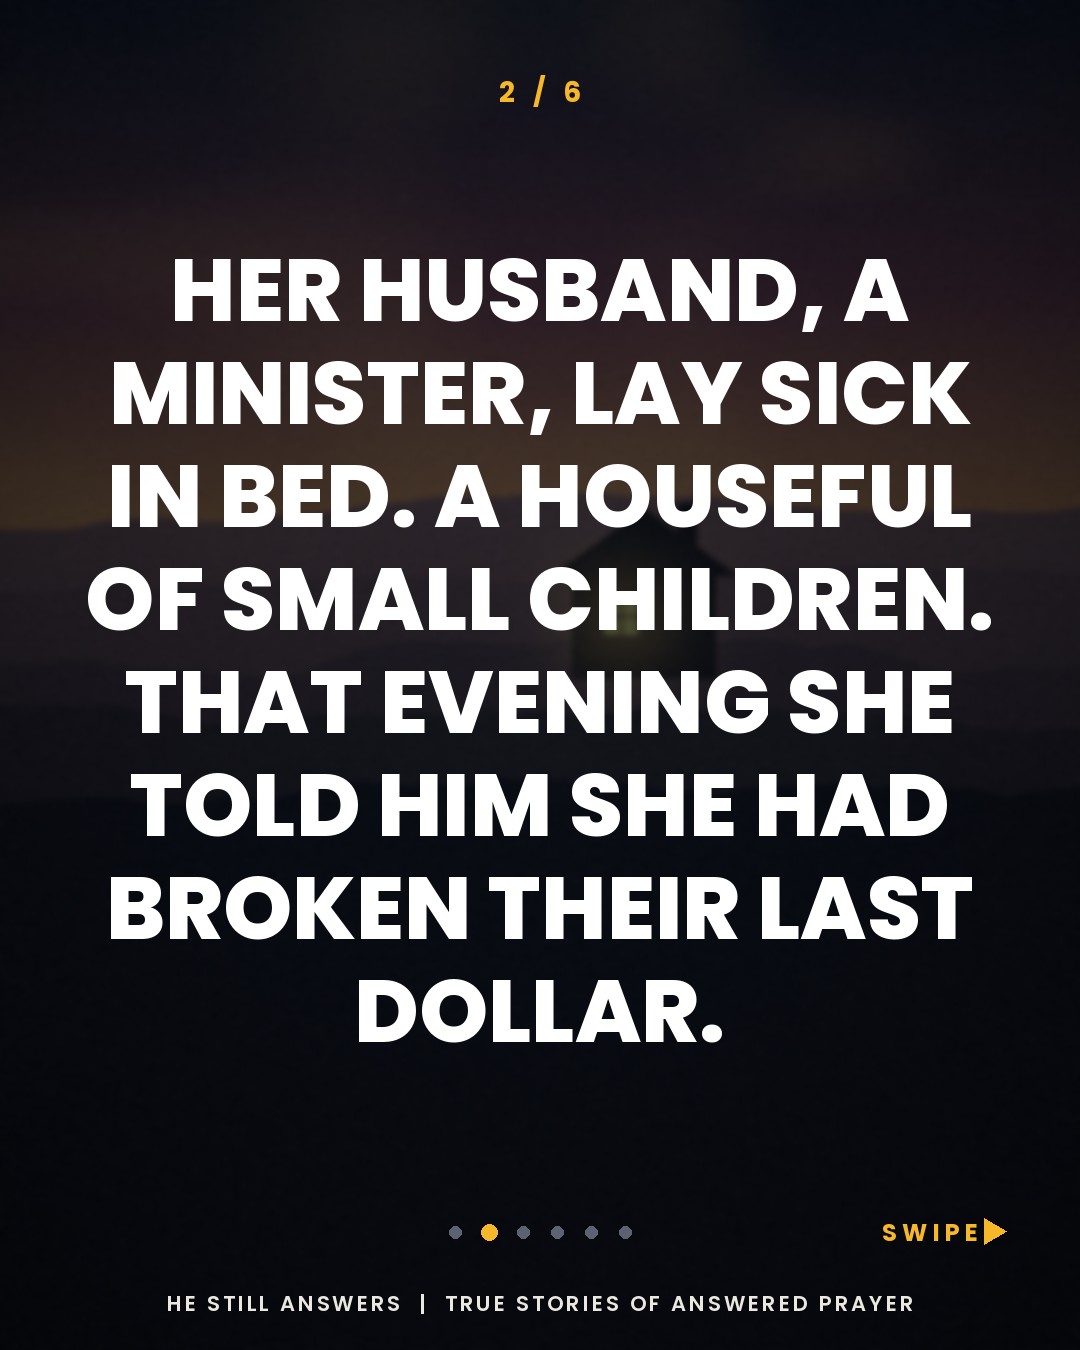 2 / 6
HER HUSBAND, A
MINISTER, LAY SICK
IN BED. A HOUSEFUL
OF SMALL CHILDREN.
THAT EVENING SHE
TOLD HIM SHE HAD
BROKEN THEIR LAST
DOLLAR.
SWIPE
HE STILL ANSWERS | TRUE STORIES OF ANSWERED PRAYER